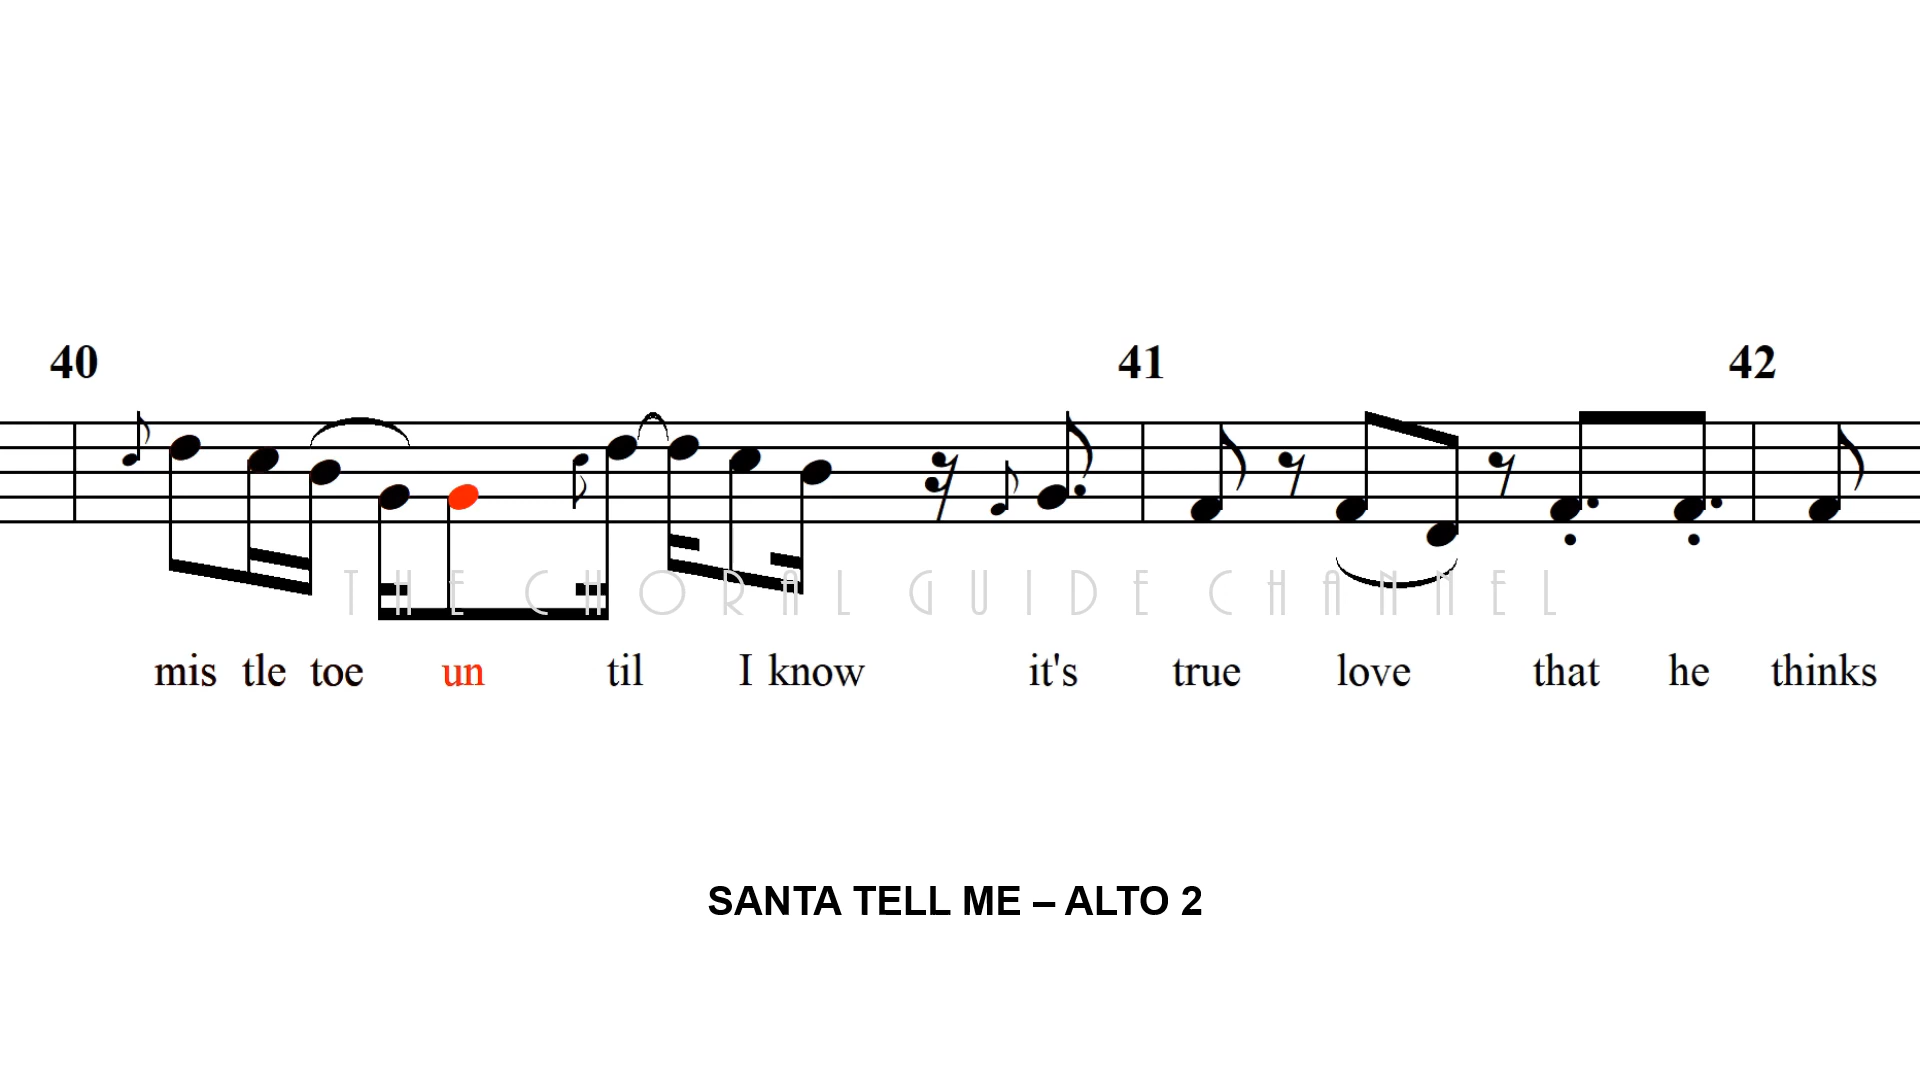 40 41 42
THE CHORAL GUIDE CHANNEL
mis tle toe un til I know it's true love that he thinks
SANTA TELL ME – ALTO 2